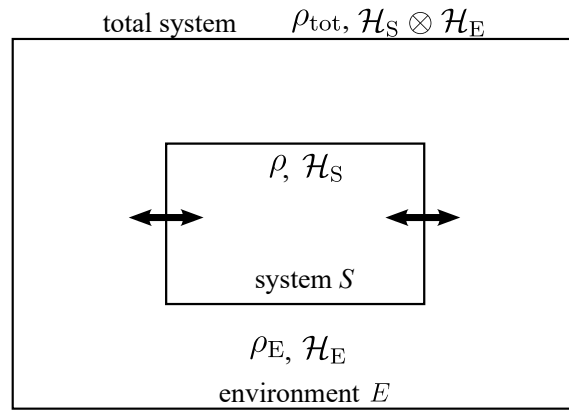 total system ρ_tot, ℋ_S ⊗ ℋ_E
ρ, ℋ_S
system S
ρ_E, ℋ_E
environment E